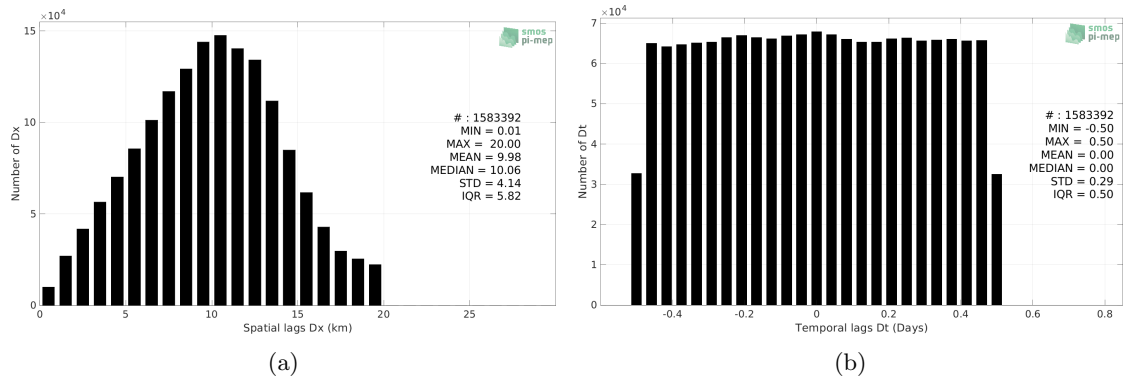 ×10⁴
15
10
5
0
0
5
10
15
20
25
Number of Dx
Spatial lags Dx (km)
smos
pi-mep
# : 1583392
MIN = 0.01
MAX = 20.00
MEAN = 9.98
MEDIAN = 10.06
STD = 4.14
IQR = 5.82
(a)
×10⁴
7
6
5
4
3
2
1
0
-0.4
-0.2
0
0.2
0.4
0.6
0.8
Number of Dt
Temporal lags Dt (Days)
smos
pi-mep
# : 1583392
MIN = -0.50
MAX = 0.50
MEAN = 0.00
MEDIAN = 0.00
STD = 0.29
IQR = 0.50
(b)